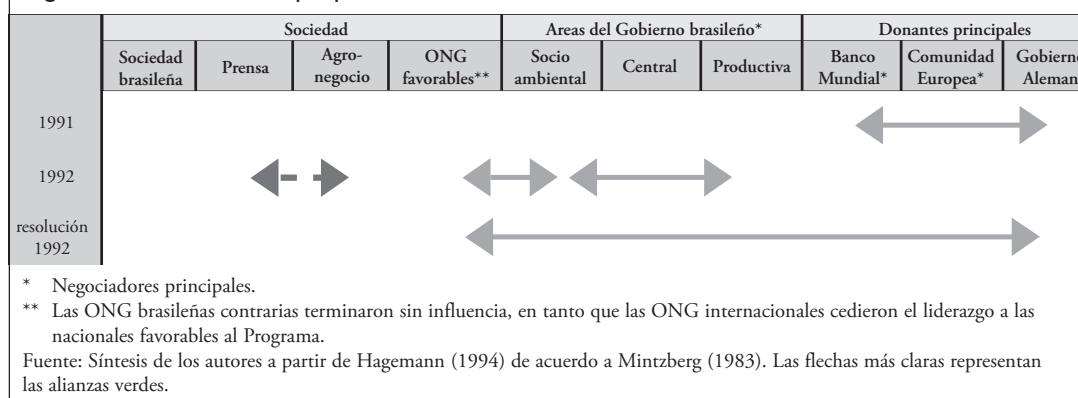 Sociedad Areas del Gobierno brasileño* Donantes principales
Sociedad brasileña Prensa Agro-negocio ONG favorables** Socio ambiental Central Productiva Banco Mundial* Comunidad Europea* Gobierno Aleman
1991
1992
resolución
1992
* Negociadores principales.
** Las ONG brasileñas contrarias terminaron sin influencia, en tanto que las ONG internacionales cedieron el liderazgo a las
nacionales favorables al Programa.
Fuente: Síntesis de los autores a partir de Hagemann (1994) de acuerdo a Mintzberg (1983). Las flechas más claras representan
las alianzas verdes.